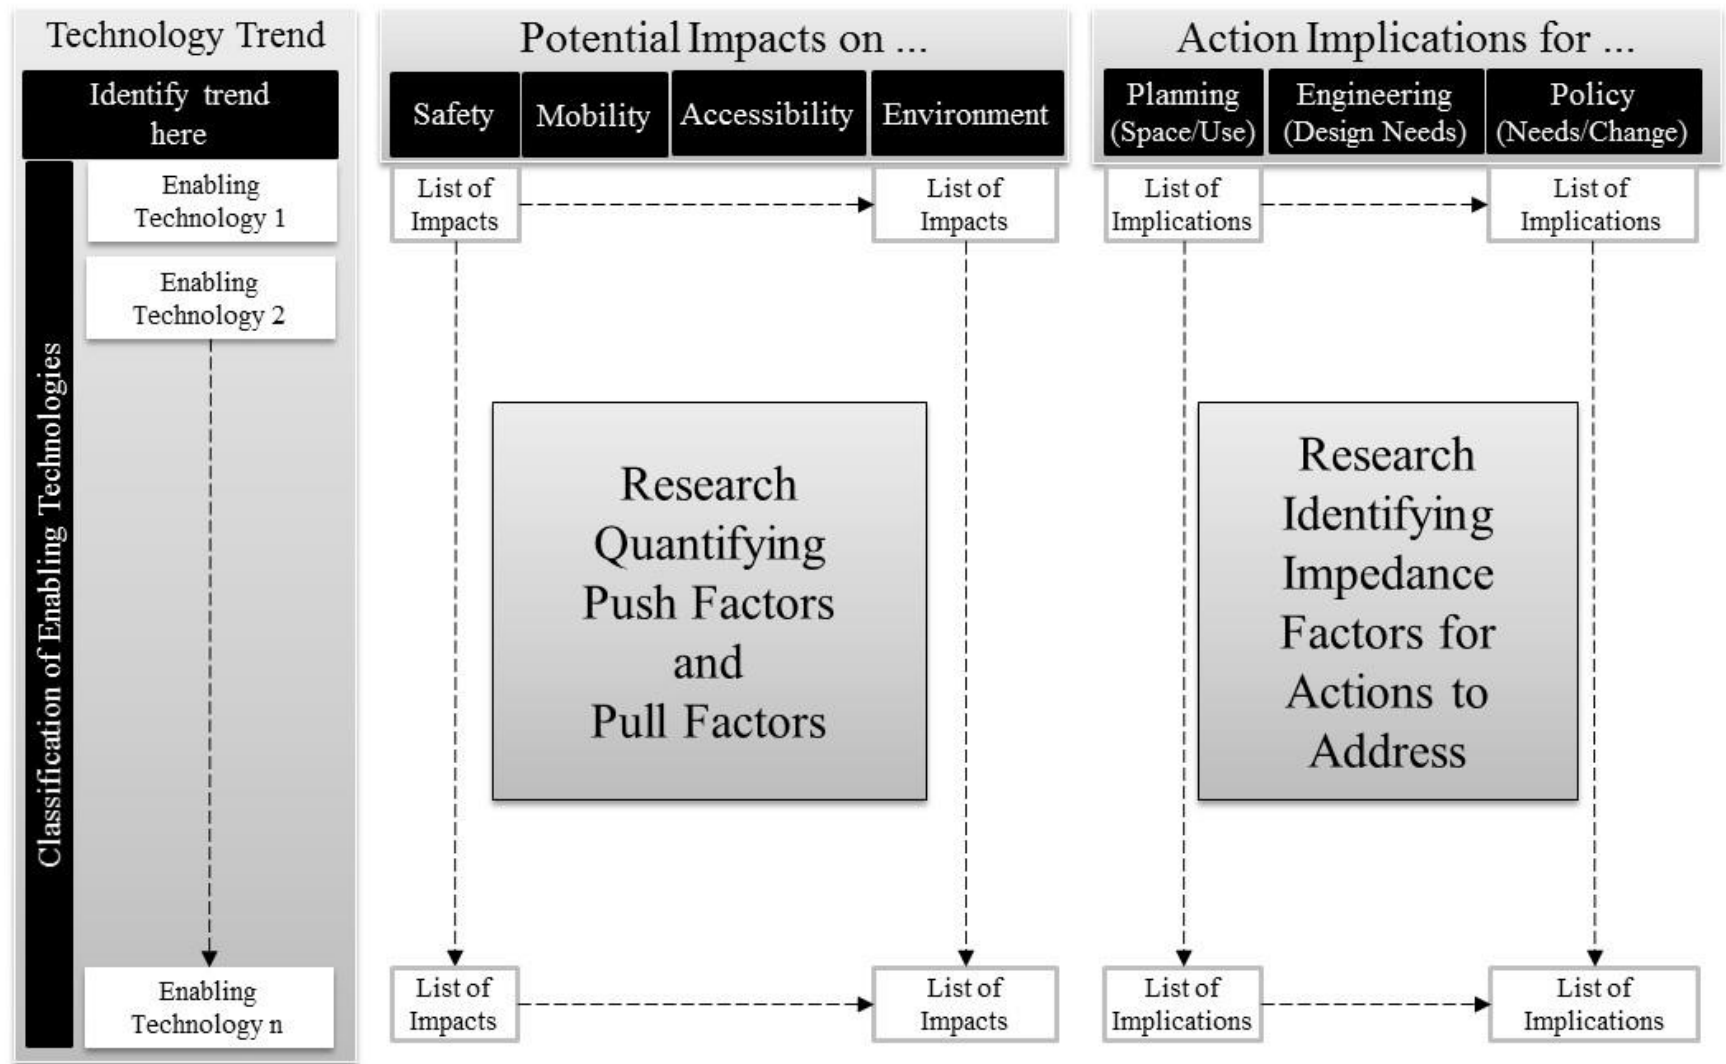 Technology Trend
Identify trend
here
Classification of Enabling Technologies
Enabling
Technology 1
Enabling
Technology 2
Enabling
Technology n
Potential Impacts on ...
Safety
Mobility
Accessibility
Environment
List of
Impacts
List of
Impacts
Research
Quantifying
Push Factors
and
Pull Factors
List of
Impacts
List of
Impacts
Action Implications for ...
Planning
(Space/Use)
Engineering
(Design Needs)
Policy
(Needs/Change)
List of
Implications
List of
Implications
Research
Identifying
Impedance
Factors for
Actions to
Address
List of
Implications
List of
Implications